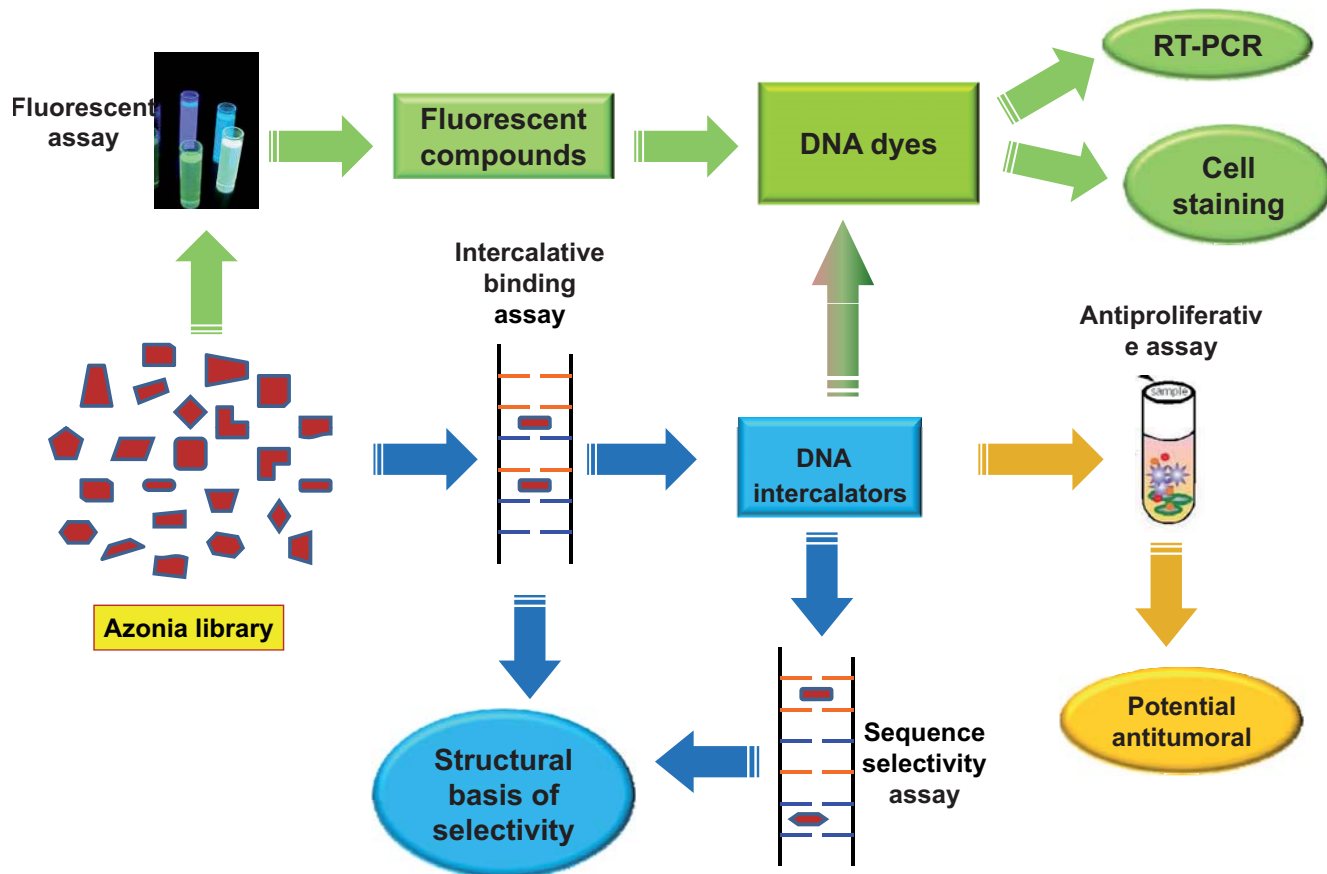 Fluorescent
assay
Fluorescent
compounds
DNA dyes
RT-PCR
Cell
staining
Intercalative
binding
assay
Antiproliferativ
e assay
sample
DNA
intercalators
Azonia library
Structural
basis of
selectivity
Sequence
selectivity
assay
Potential
antitumoral